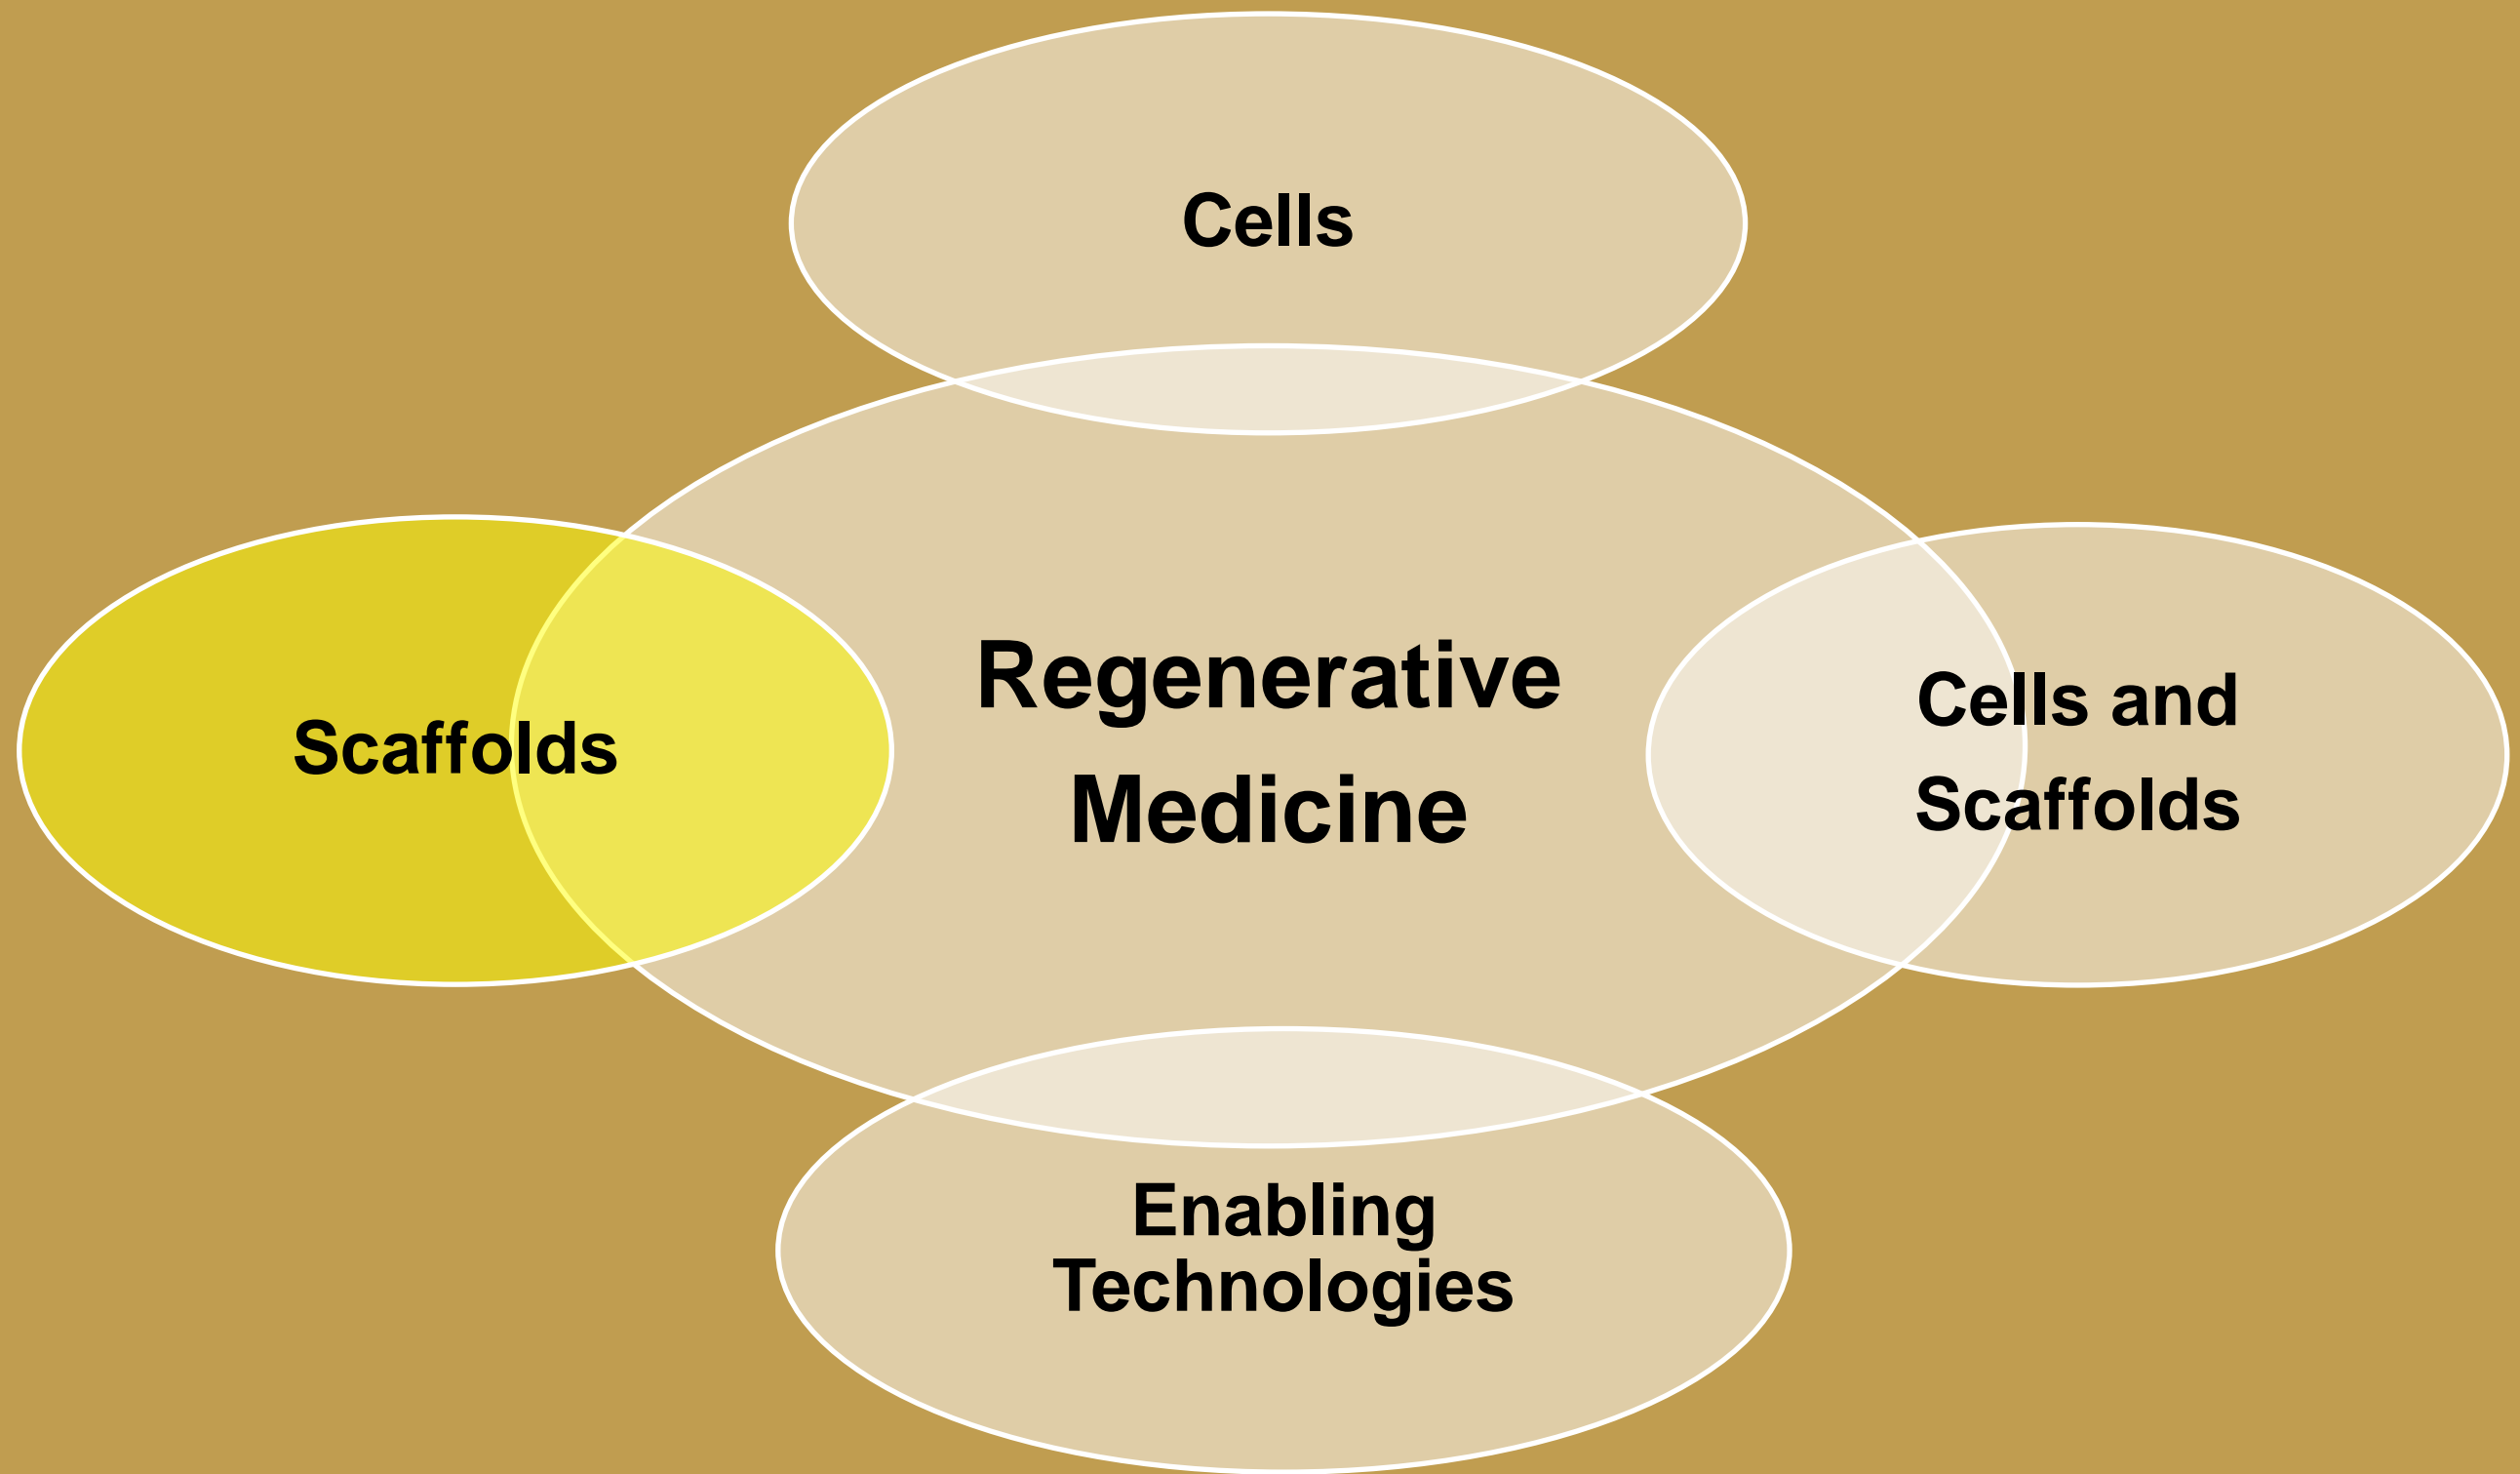 Cells
Regenerative
Medicine
Scaffolds
Cells and
Scaffolds
Enabling
Technologies